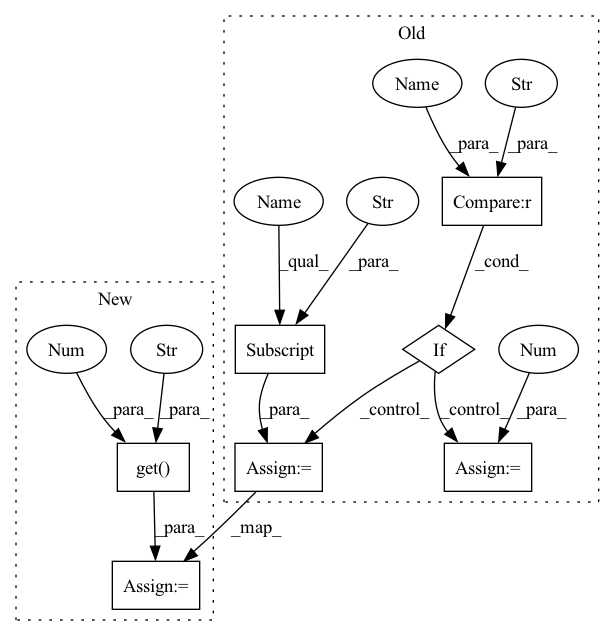 Old
Name
Str
_para_
_para_
Name
Str
Compare:r
_qual_
_para_
_cond_
New
Num
Str
Subscript
If
Num
_para_
_para_
_para_
_control_
_control_
_para_
get()
Assign:=
Assign:=
_para_
_map_
Assign:=